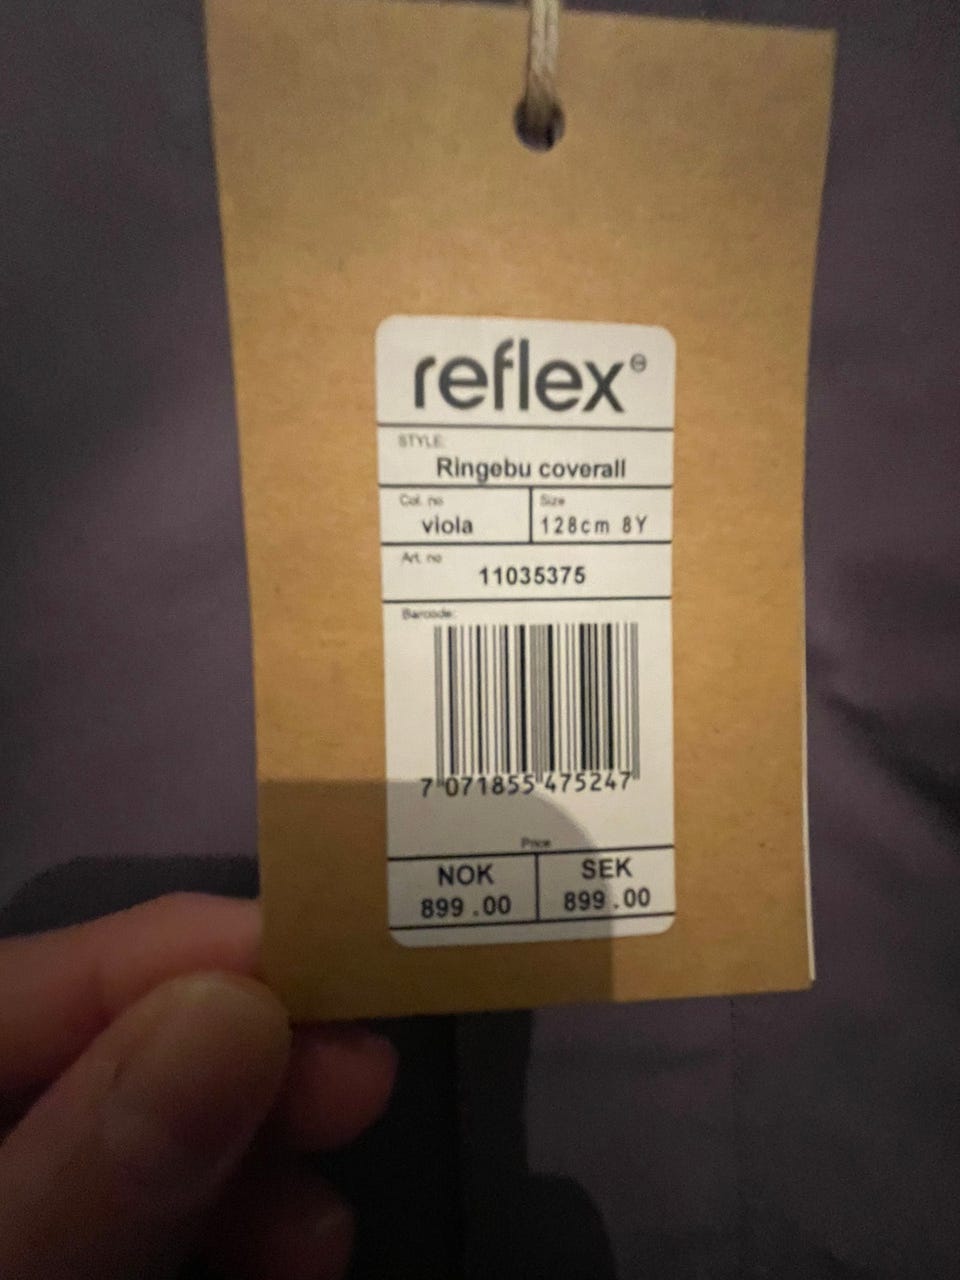 reflex
STYLE:
Ringebu coverall
Col. no
viola
Size
128cm 8Y
Art. no
11035375
Barcode:
7 071855 475247
Price
NOK
899.00
SEK
899.00